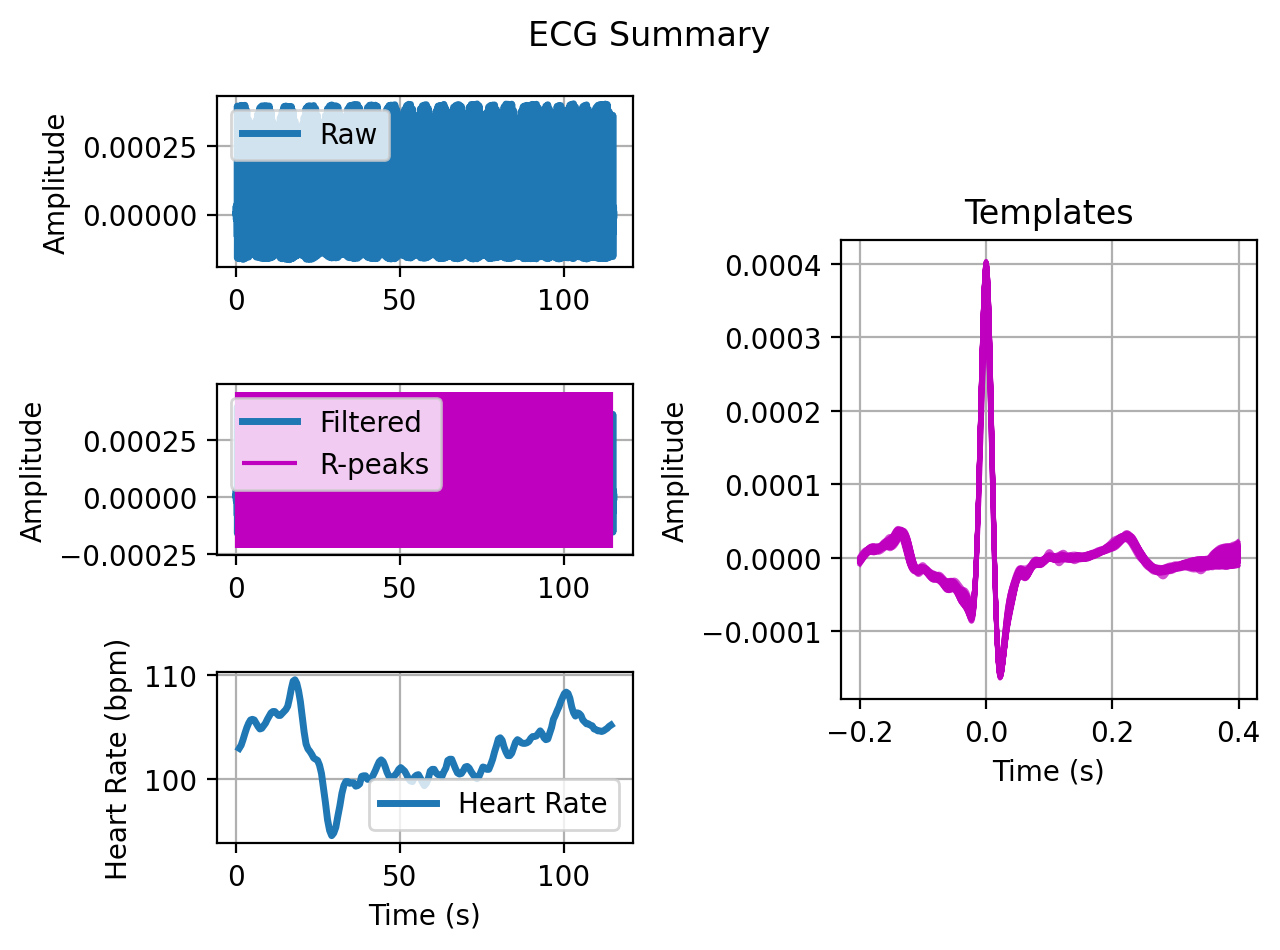 ECG Summary
Amplitude
0.00025
0.00000
Raw
0 50 100
Amplitude
0.00025
0.00000
−0.00025
Filtered
R-peaks
0 50 100
Heart Rate (bpm)
110
100
Heart Rate
0 50 100
Time (s)
Templates
Amplitude
0.0004
0.0003
0.0002
0.0001
0.0000
−0.0001
−0.2 0.0 0.2 0.4
Time (s)